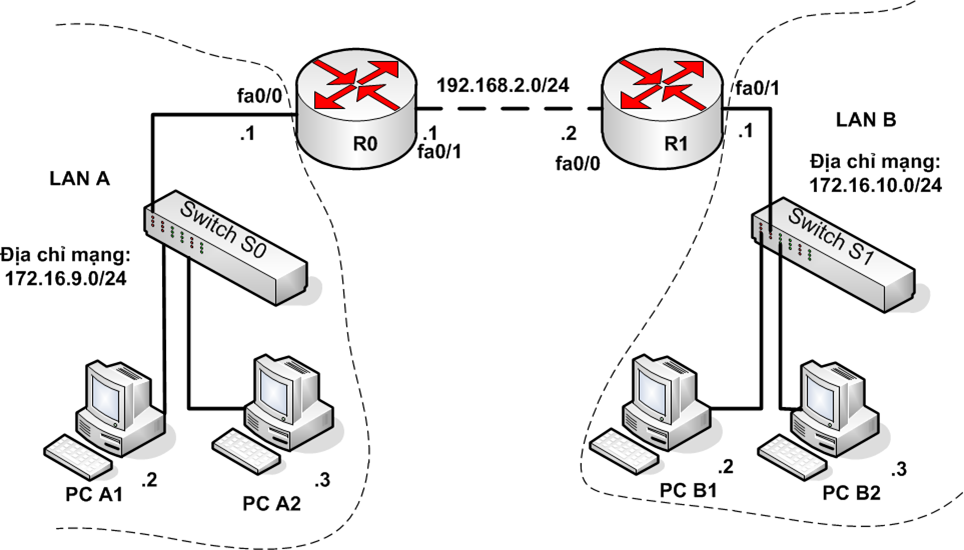 192.168.2.0/24
fa0/0
fa0/1
.1
R0
.1
fa0/1
.2
fa0/0
R1
.1
LAN B
Địa chỉ mạng:
172.16.10.0/24
LAN A
Switch S0
Switch S1
Địa chỉ mạng:
172.16.9.0/24
PC A1
.2
PC A2
.3
PC B1
.2
PC B2
.3